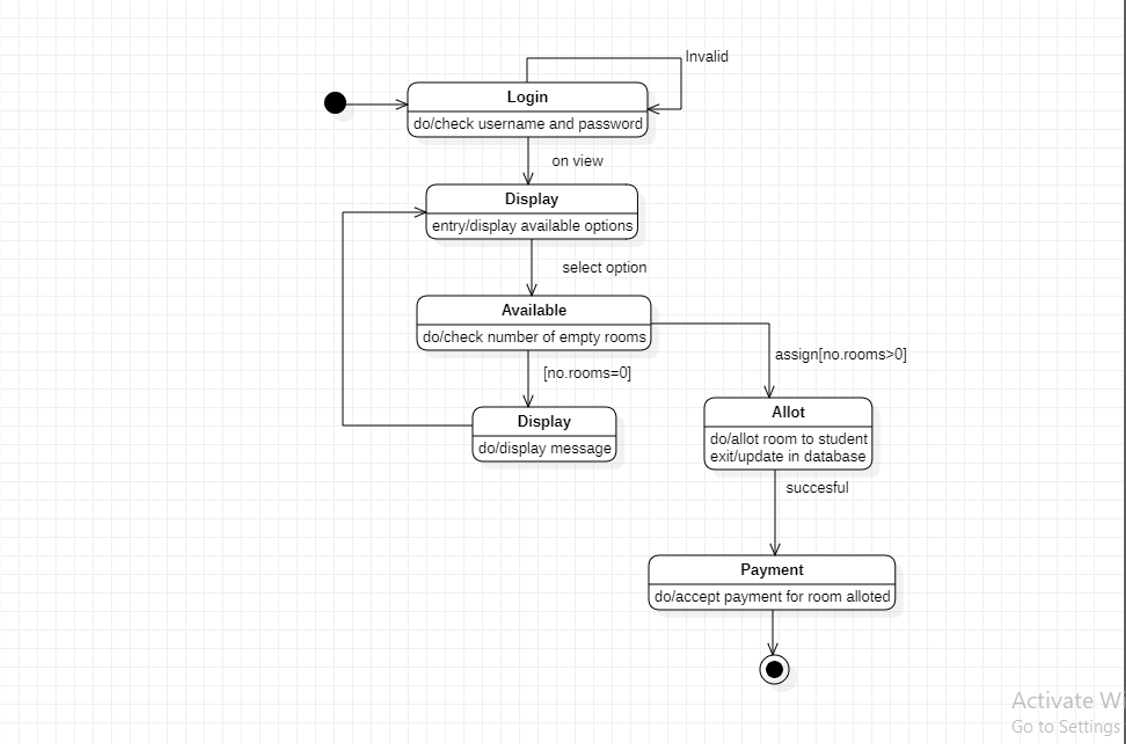 Invalid
Login
do/check username and password
on view
Display
entry/display available options
select option
Available
do/check number of empty rooms
assign[no.rooms>0]
[no.rooms=0]
Display
do/display message
Allot
do/allot room to student
exit/update in database
succesful
Payment
do/accept payment for room alloted
Activate
Go to Settings